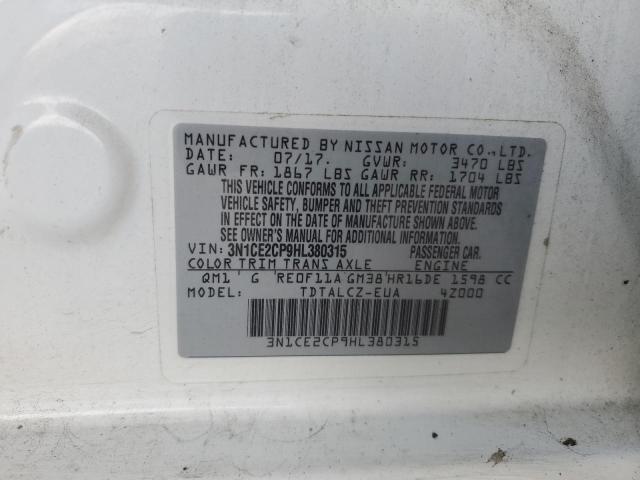 MANUFACTURED BY NISSAN MOTOR CO.,LTD.
DATE: 07/17. GVWR: 3470 LBS
GAWR FR: 1867 LBS GAWR RR: 1704 LBS
THIS VEHICLE CONFORMS TO ALL APPLICABLE FEDERAL MOTOR
VEHICLE SAFETY, BUMPER AND THEFT PREVENTION STANDARDS
IN EFFECT ON THE DATE OF MANUFACTURE SHOWN ABOVE.
SEE OWNER'S MANUAL FOR ADDITIONAL INFORMATION.
VIN: 3N1CE2CP9HL380315 PASSENGER CAR.
COLOR TRIM TRANS AXLE ENGINE
QM1 G RE0F11A GM38 HR16DE 1598 CC
MODEL: TDTALCZ-EUA 4Z000
3N1CE2CP9HL380315